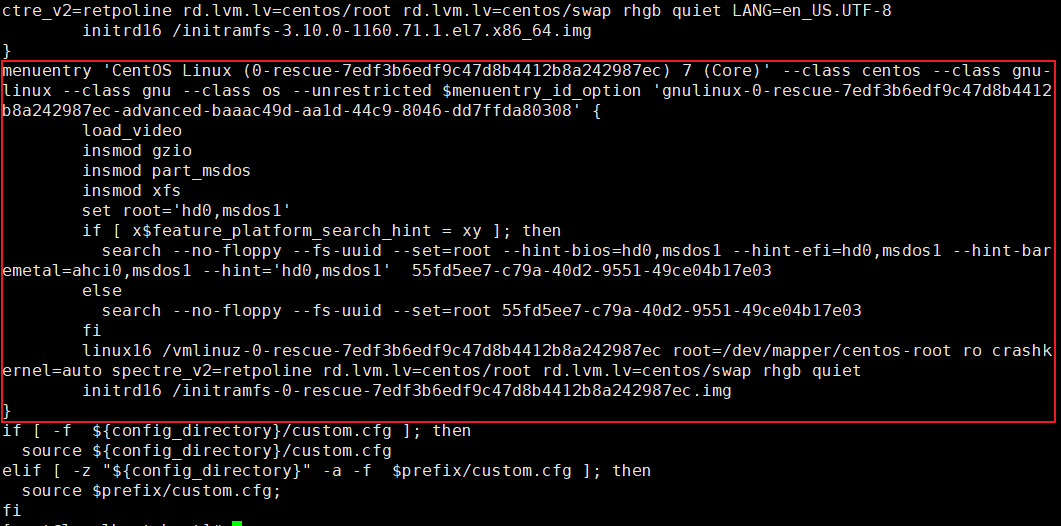 ctre_v2=retpoline rd.lvm.lv=centos/root rd.lvm.lv=centos/swap rhgb quiet LANG=en_US.UTF-8
        initrd16 /initramfs-3.10.0-1160.71.1.el7.x86_64.img
}
menuentry 'CentOS Linux (0-rescue-7edf3b6edf9c47d8b4412b8a242987ec) 7 (Core)' --class centos --class gnu-
linux --class gnu --class os --unrestricted $menuentry_id_option 'gnulinux-0-rescue-7edf3b6edf9c47d8b4412
b8a242987ec-advanced-baaac49d-aa1d-44c9-8046-dd7ffda80308' {
        load_video
        insmod gzio
        insmod part_msdos
        insmod xfs
        set root='hd0,msdos1'
        if [ x$feature_platform_search_hint = xy ]; then
          search --no-floppy --fs-uuid --set=root --hint-bios=hd0,msdos1 --hint-efi=hd0,msdos1 --hint-bar
emetal=ahci0,msdos1 --hint='hd0,msdos1'  55fd5ee7-c79a-40d2-9551-49ce04b17e03
        else
          search --no-floppy --fs-uuid --set=root 55fd5ee7-c79a-40d2-9551-49ce04b17e03
        fi
        linux16 /vmlinuz-0-rescue-7edf3b6edf9c47d8b4412b8a242987ec root=/dev/mapper/centos-root ro crashk
ernel=auto spectre_v2=retpoline rd.lvm.lv=centos/root rd.lvm.lv=centos/swap rhgb quiet
        initrd16 /initramfs-0-rescue-7edf3b6edf9c47d8b4412b8a242987ec.img
}
if [ -f  ${config_directory}/custom.cfg ]; then
  source ${config_directory}/custom.cfg
elif [ -z "${config_directory}" -a -f  $prefix/custom.cfg ]; then
  source $prefix/custom.cfg;
fi